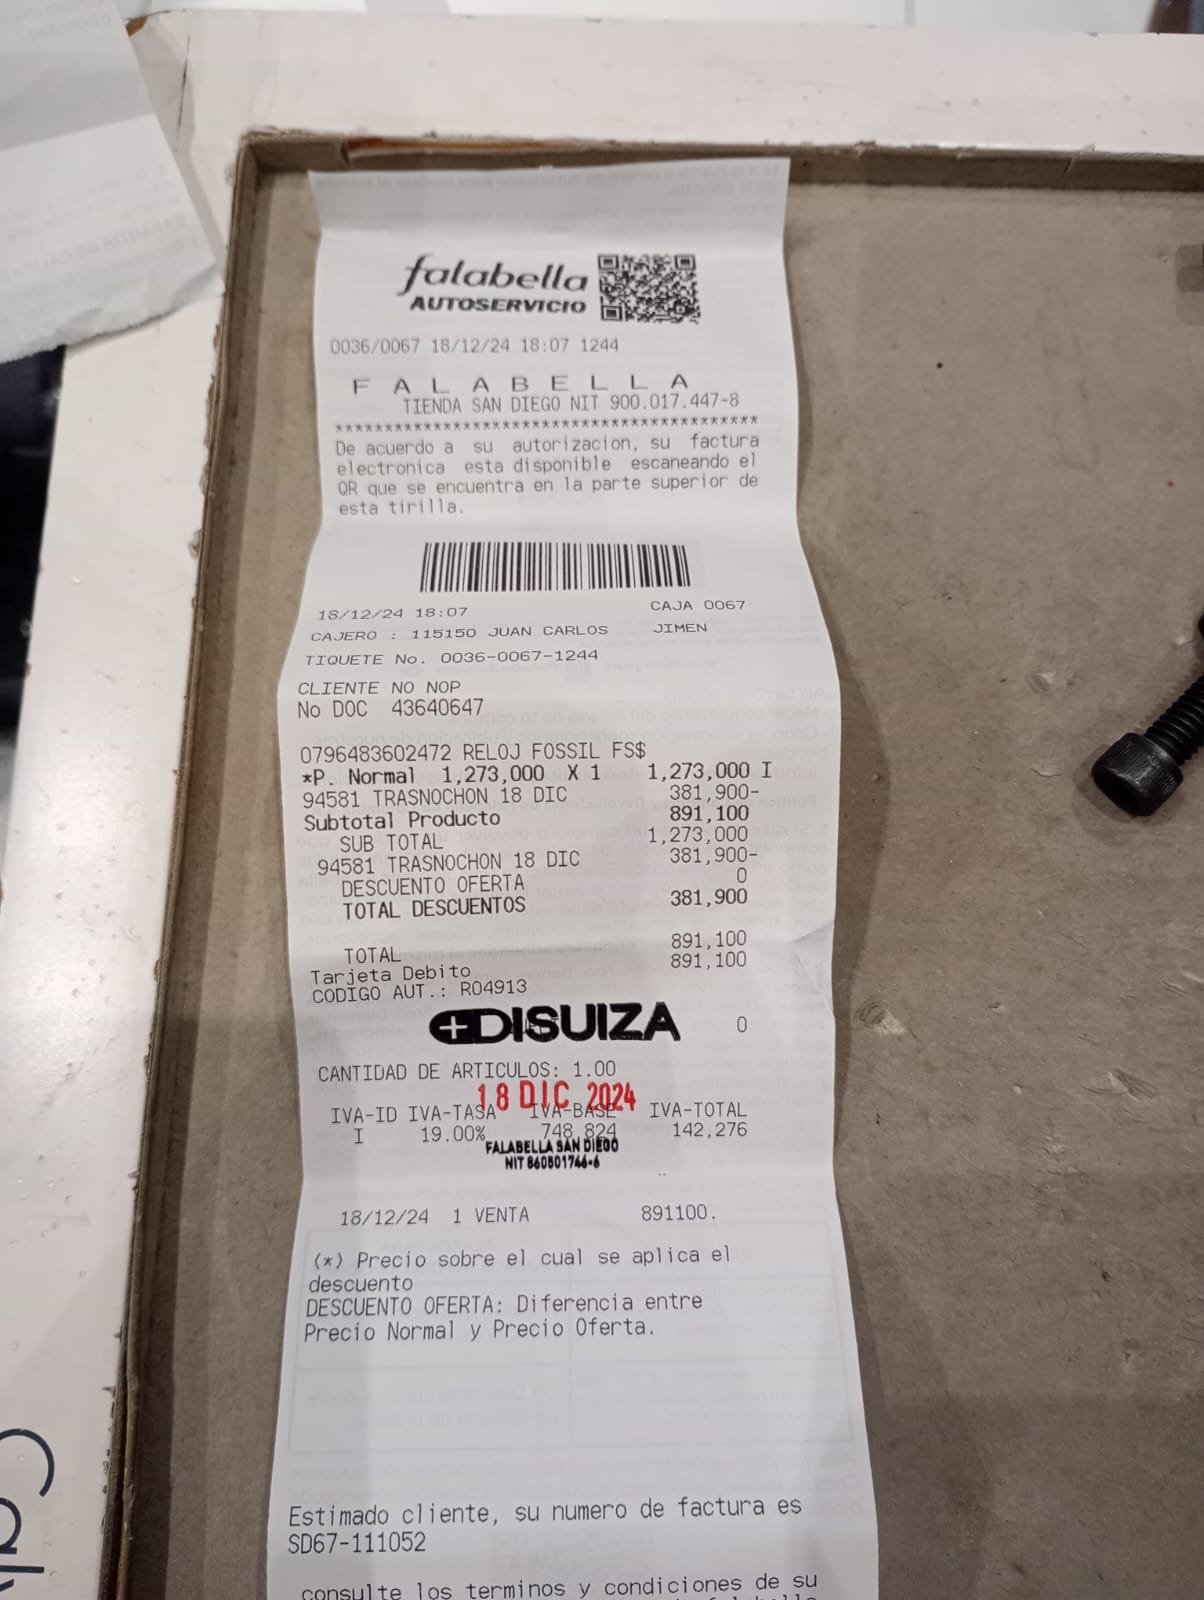 falabella
AUTOSERVICIO
0036/0067 18/12/24 18:07 1244
F A L A B E L L A
TIENDA SAN DIEGO NIT 900.017.447-8
*******************************************
De acuerdo a su autorizacion, su factura
electronica esta disponible escaneando el
QR que se encuentra en la parte superior de
esta tirilla.
18/12/24 18:07 CAJA 0067
CAJERO : 115150 JUAN CARLOS JIMEN
TIQUETE No. 0036-0067-1244
CLIENTE NO NOP
No DOC 43640647
0796483602472 RELOJ FOSSIL FS$
*P. Normal 1,273,000 X 1 1,273,000 I
94581 TRASNOCHON 18 DIC 381,900-
Subtotal Producto 891,100
SUB TOTAL 1,273,000
94581 TRASNOCHON 18 DIC 381,900-
DESCUENTO OFERTA 0
TOTAL DESCUENTOS 381,900
TOTAL 891,100
Tarjeta Debito 891,100
CODIGO AUT.: R04913
DISUIZA 0
CANTIDAD DE ARTICULOS: 1.00
18 DIC 2024
IVA-ID IVA-TASA IVA-BASE IVA-TOTAL
I 19.00% 748,824 142,276
FALABELLA SAN DIEGO
NIT 860501746-6
18/12/24 1 VENTA 891100.
(*) Precio sobre el cual se aplica el
descuento
DESCUENTO OFERTA: Diferencia entre
Precio Normal y Precio Oferta.
Estimado cliente, su numero de factura es
SD67-111052
consulte los terminos y condiciones de su